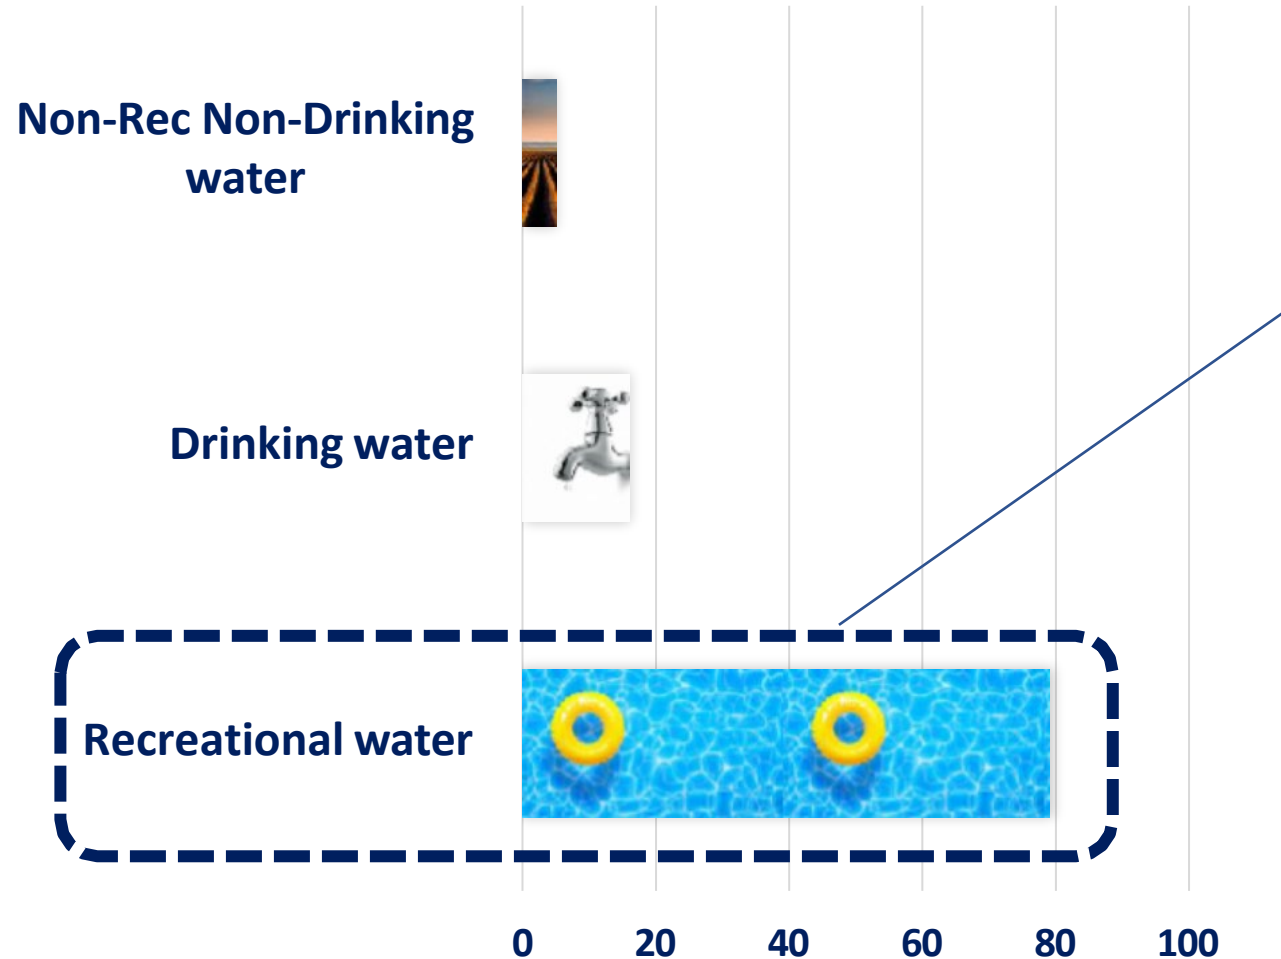 Non-Rec Non-Drinking
water
Drinking water
Recreational water
0 20 40 60 80 100